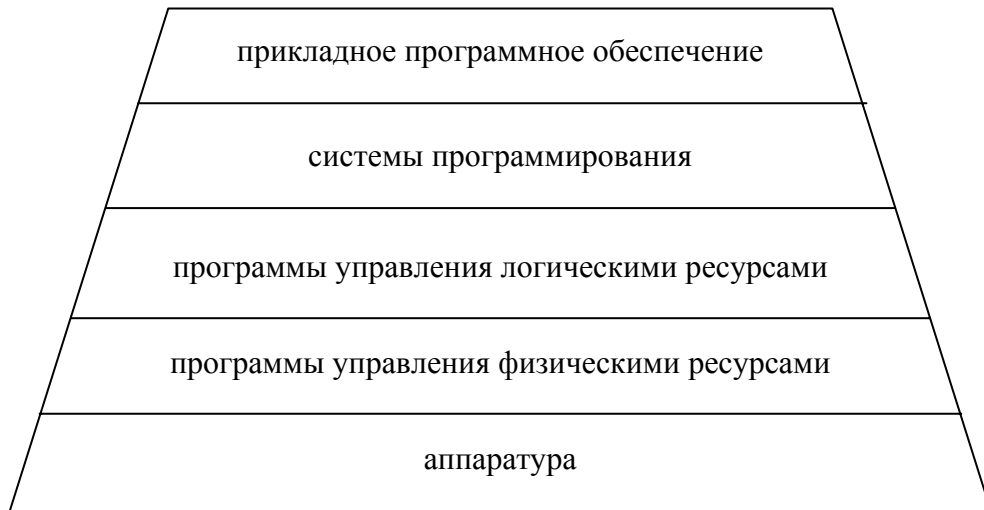 прикладное программное обеспечение
системы программирования
программы управления логическими ресурсами
программы управления физическими ресурсами
аппаратура